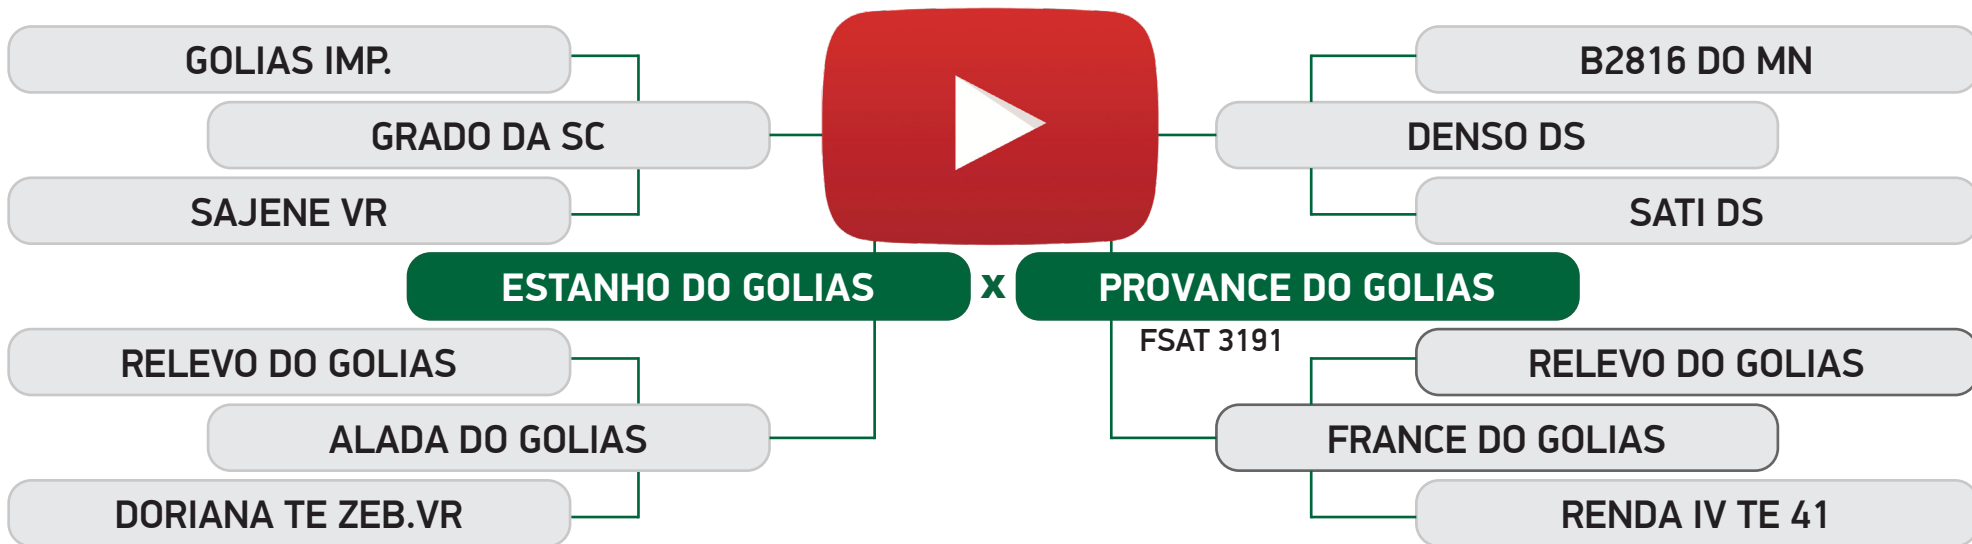 GOLIAS IMP.
B2816 DO MN
GRADO DA SC
DENSO DS
SAJENE VR
SATI DS
ESTANHO DO GOLIAS x PROVANCE DO GOLIAS
FSAT 3191
RELEVO DO GOLIAS
RELEVO DO GOLIAS
ALADA DO GOLIAS
FRANCE DO GOLIAS
DORIANA TE ZEB.VR
RENDA IV TE 41